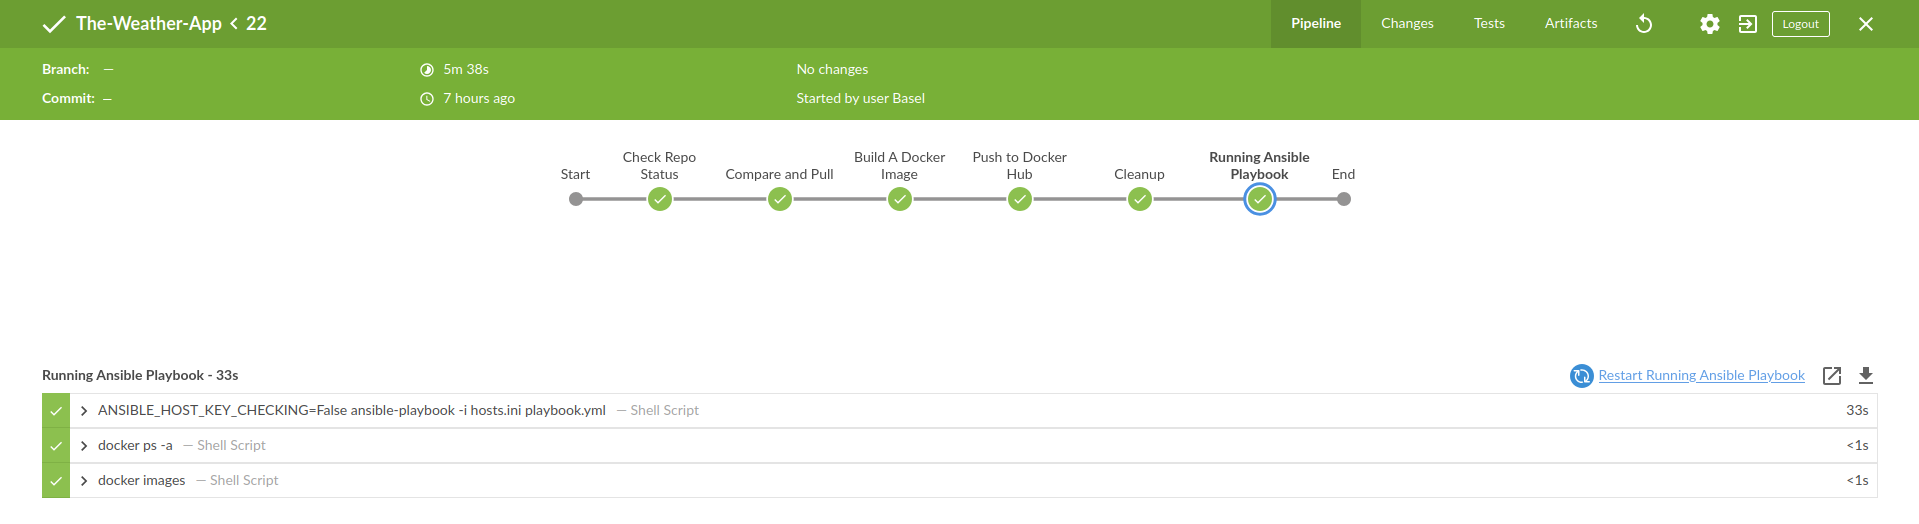 The-Weather-App < 22
Pipeline
Changes
Tests
Artifacts
Logout
Branch: —
5m 38s
No changes
Commit: —
7 hours ago
Started by user Basel
Start
Check Repo
Status
Compare and Pull
Build A Docker
Image
Push to Docker
Hub
Cleanup
Running Ansible
Playbook
End
Running Ansible Playbook - 33s
Restart Running Ansible Playbook
ANSIBLE_HOST_KEY_CHECKING=False ansible-playbook -i hosts.ini playbook.yml — Shell Script 33s
docker ps -a — Shell Script <1s
docker images — Shell Script <1s